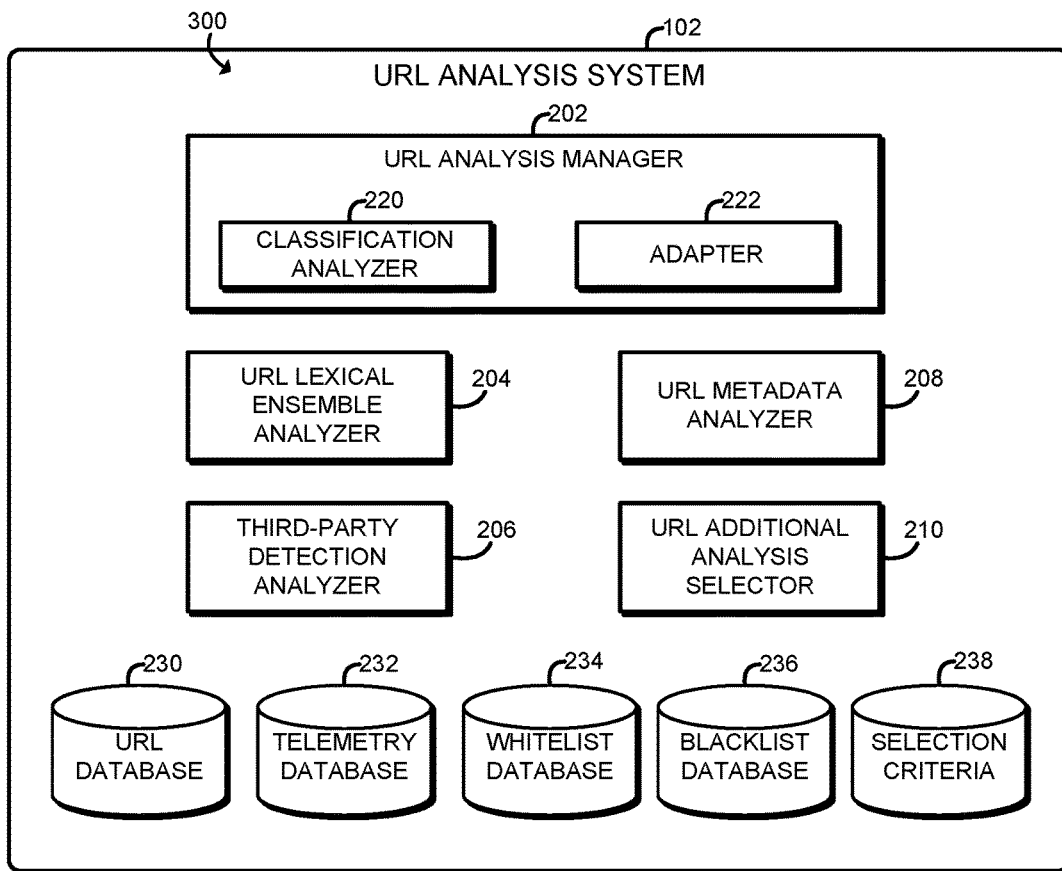 300
102
URL ANALYSIS SYSTEM
202
URL ANALYSIS MANAGER
220
222
CLASSIFICATION
ANALYZER
ADAPTER
URL LEXICAL
ENSEMBLE
ANALYZER
204
URL METADATA
ANALYZER
208
THIRD-PARTY
DETECTION
ANALYZER
206
URL ADDITIONAL
ANALYSIS
SELECTOR
210
230
232
234
236
238
URL
DATABASE
TELEMETRY
DATABASE
WHITELIST
DATABASE
BLACKLIST
DATABASE
SELECTION
CRITERIA